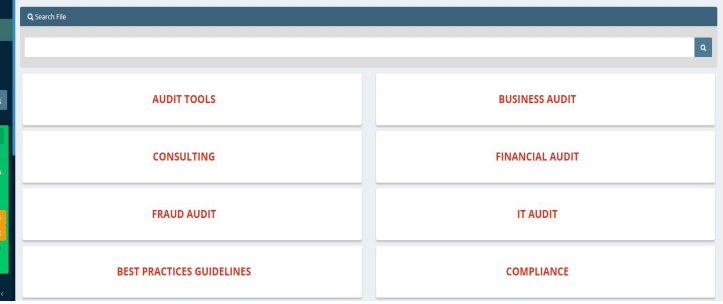 Search File
AUDIT TOOLS
BUSINESS AUDIT
CONSULTING
FINANCIAL AUDIT
FRAUD AUDIT
IT AUDIT
BEST PRACTICES GUIDELINES
COMPLIANCE